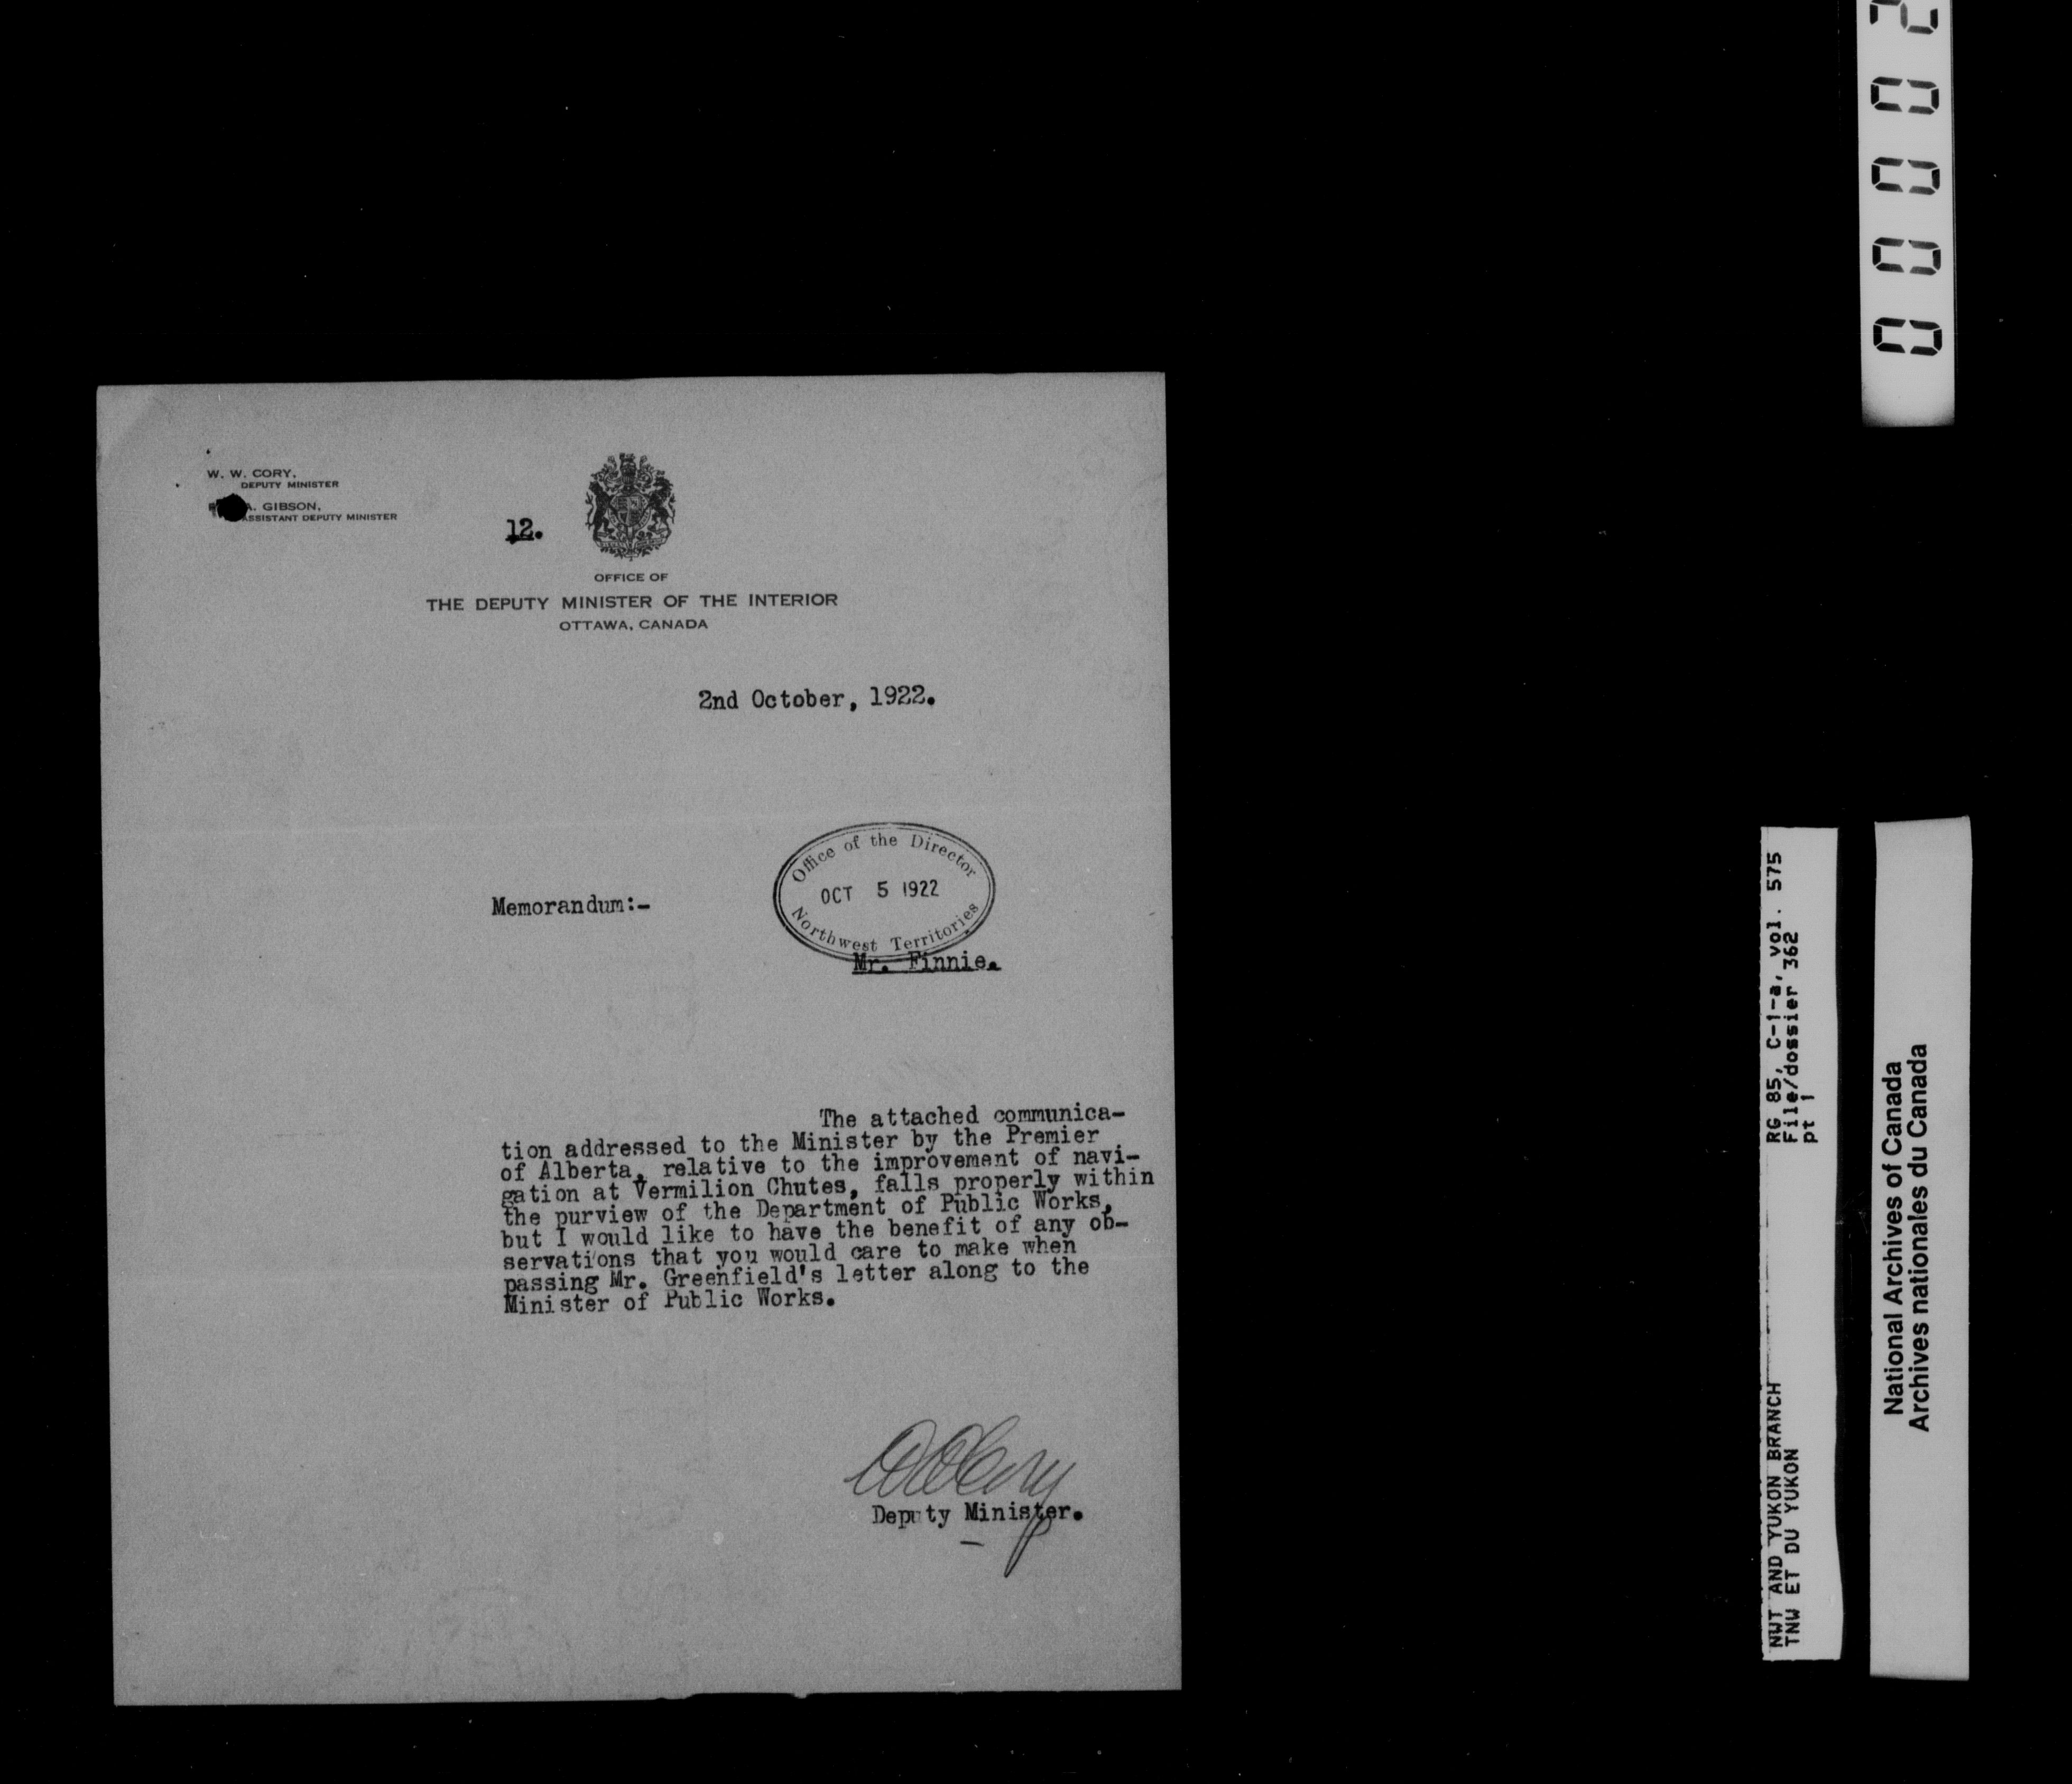 W. W. CORY,
DEPUTY MINISTER
A. GIBSON,
ASSISTANT DEPUTY MINISTER
12.
OFFICE OF
THE DEPUTY MINISTER OF THE INTERIOR
OTTAWA, CANADA
2nd October, 1922.
Office of the Director
OCT 5 1922
Northwest Territories
Memorandum:-
Mr. Finnie.
The attached communica-
tion addressed to the Minister by the Premier
of Alberta, relative to the improvement of navi-
gation at Vermilion Chutes, falls properly within
the purview of the Department of Public Works,
but I would like to have the benefit of any ob-
servations that you would care to make when
passing Mr. Greenfield's letter along to the
Minister of Public Works.
WWCory
Deputy Minister.
NWT AND YUKON BRANCH RG 85, C-1-a, vol. 575
TNW ET DU YUKON File/dossier 362
pt 1
National Archives of Canada
Archives nationales du Canada